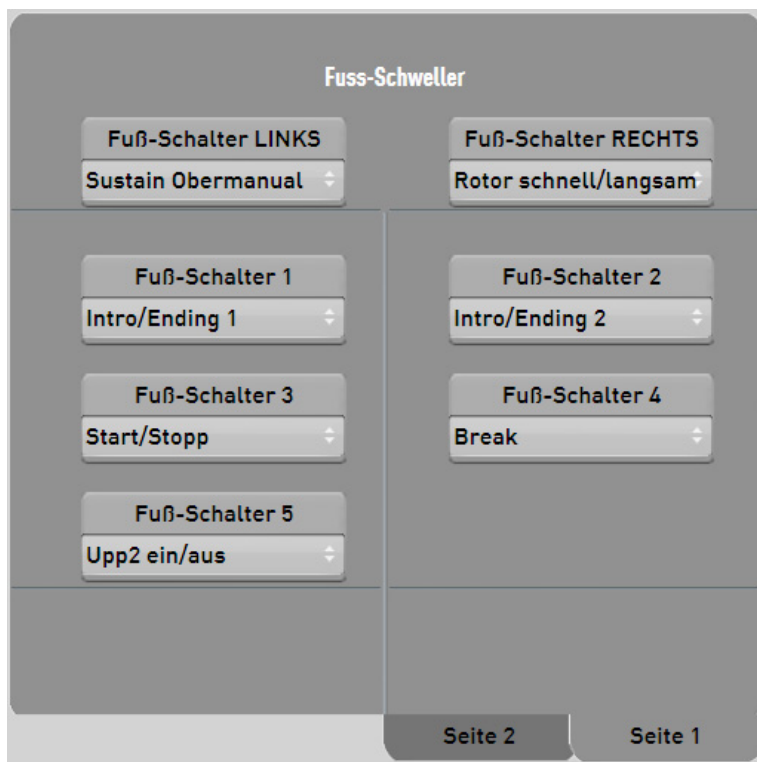 Fuss-Schweller
Fuß-Schalter LINKS
Sustain Obermanual
Fuß-Schalter RECHTS
Rotor schnell/langsam
Fuß-Schalter 1
Intro/Ending 1
Fuß-Schalter 2
Intro/Ending 2
Fuß-Schalter 3
Start/Stopp
Fuß-Schalter 4
Break
Fuß-Schalter 5
Upp2 ein/aus
Seite 2
Seite 1